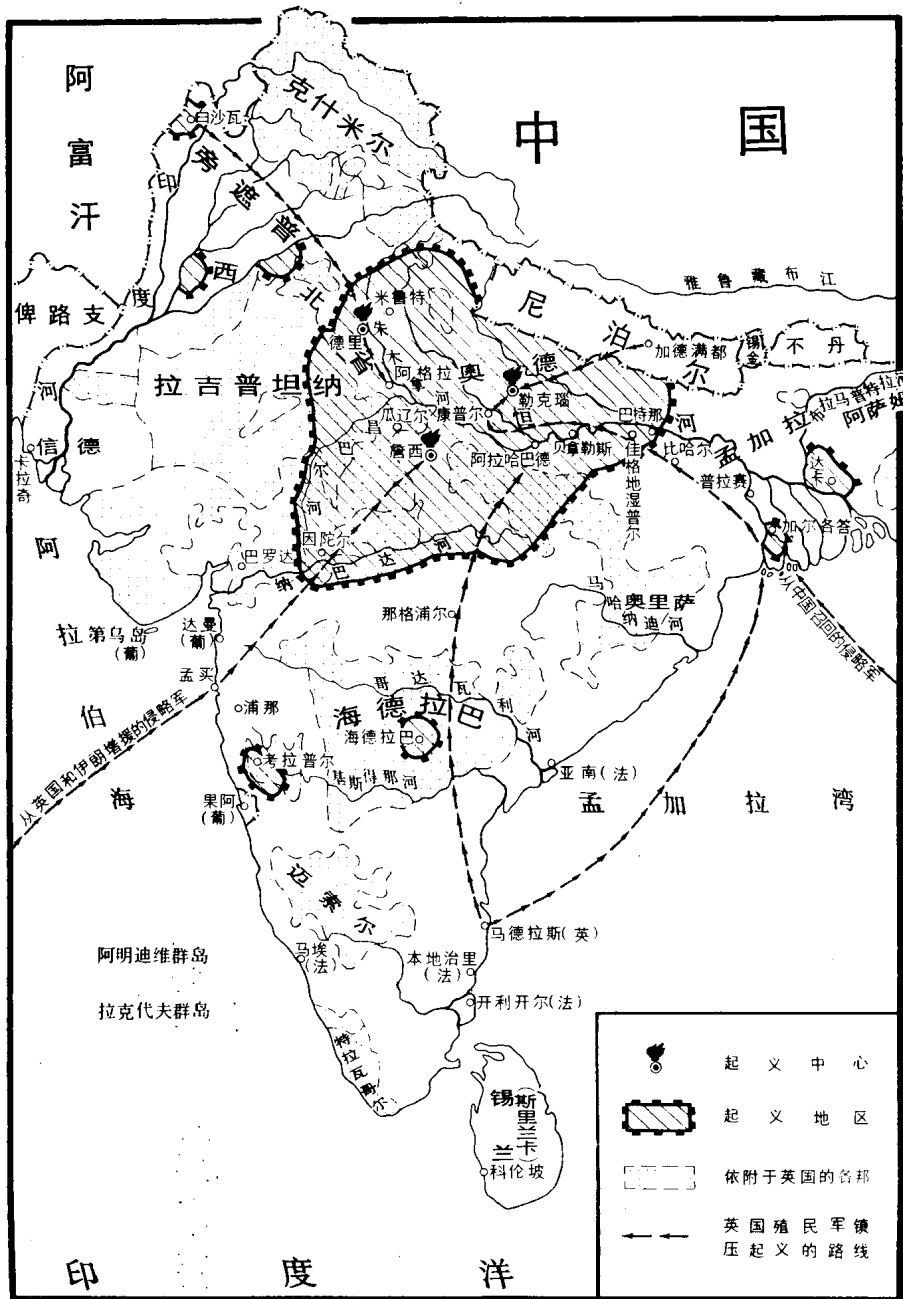 阿富汗
中国
克什米尔
白沙瓦
旁遮普
印度河
西北省
俾路支
雅鲁藏布江
尼泊尔
加德满都
锡金
不丹
布拉马普特拉河
阿萨姆
米鲁特
德里
朱木拿河
阿格拉
奥德
勒克瑙
拉吉普坦纳
瓜辽尔
康普尔
恒河
巴特那
孟加拉
昌巴尔河
詹西
阿拉哈巴德
贝拿勒斯
佳格地湿普尔
比哈尔
普拉赛
达卡
信德
卡拉奇
加尔各答
因陀尔
巴罗达
纳巴达河
马哈纳迪河
奥里萨
那格浦尔
从中国召回的侵略军
第乌岛
(葡)
达曼
(葡)
孟买
浦那
哥达瓦利河
海德拉巴
海德拉巴
从英国和伊朗增援的侵略军
考拉普尔
基斯得那河
亚南(法)
果阿
(葡)
阿拉伯海
孟加拉湾
迈索尔
马德拉斯(英)
马埃
(法)
本地治里
(法)
阿明迪维群岛
开利开尔(法)
拉克代夫群岛
特拉瓦哥尔
锡兰
(斯里兰卡)
科伦坡
印度洋
起义中心
起义地区
依附于英国的各邦
英国殖民军镇
压起义的路线